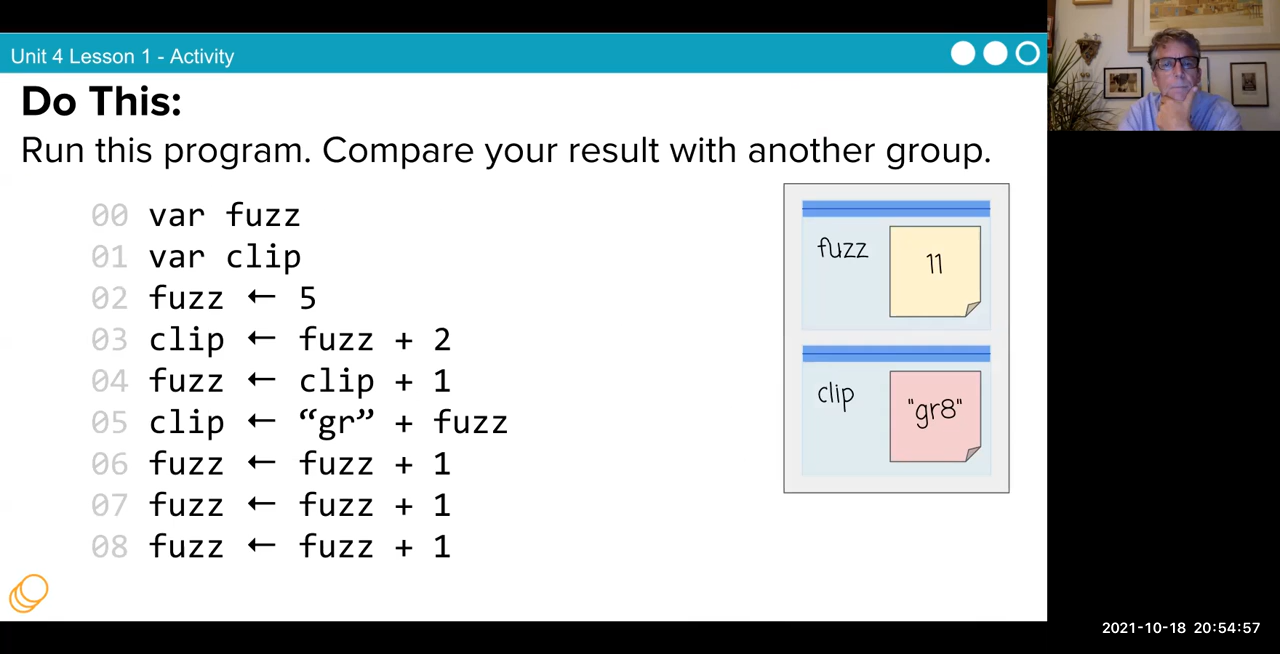 Unit 4 Lesson 1 - Activity
Do This:
Run this program. Compare your result with another group.
00 var fuzz
01 var clip
02 fuzz ← 5
03 clip ← fuzz + 2
04 fuzz ← clip + 1
05 clip ← “gr” + fuzz
06 fuzz ← fuzz + 1
07 fuzz ← fuzz + 1
08 fuzz ← fuzz + 1
fuzz
11
clip
"gr8"
2021-10-18 20:54:57